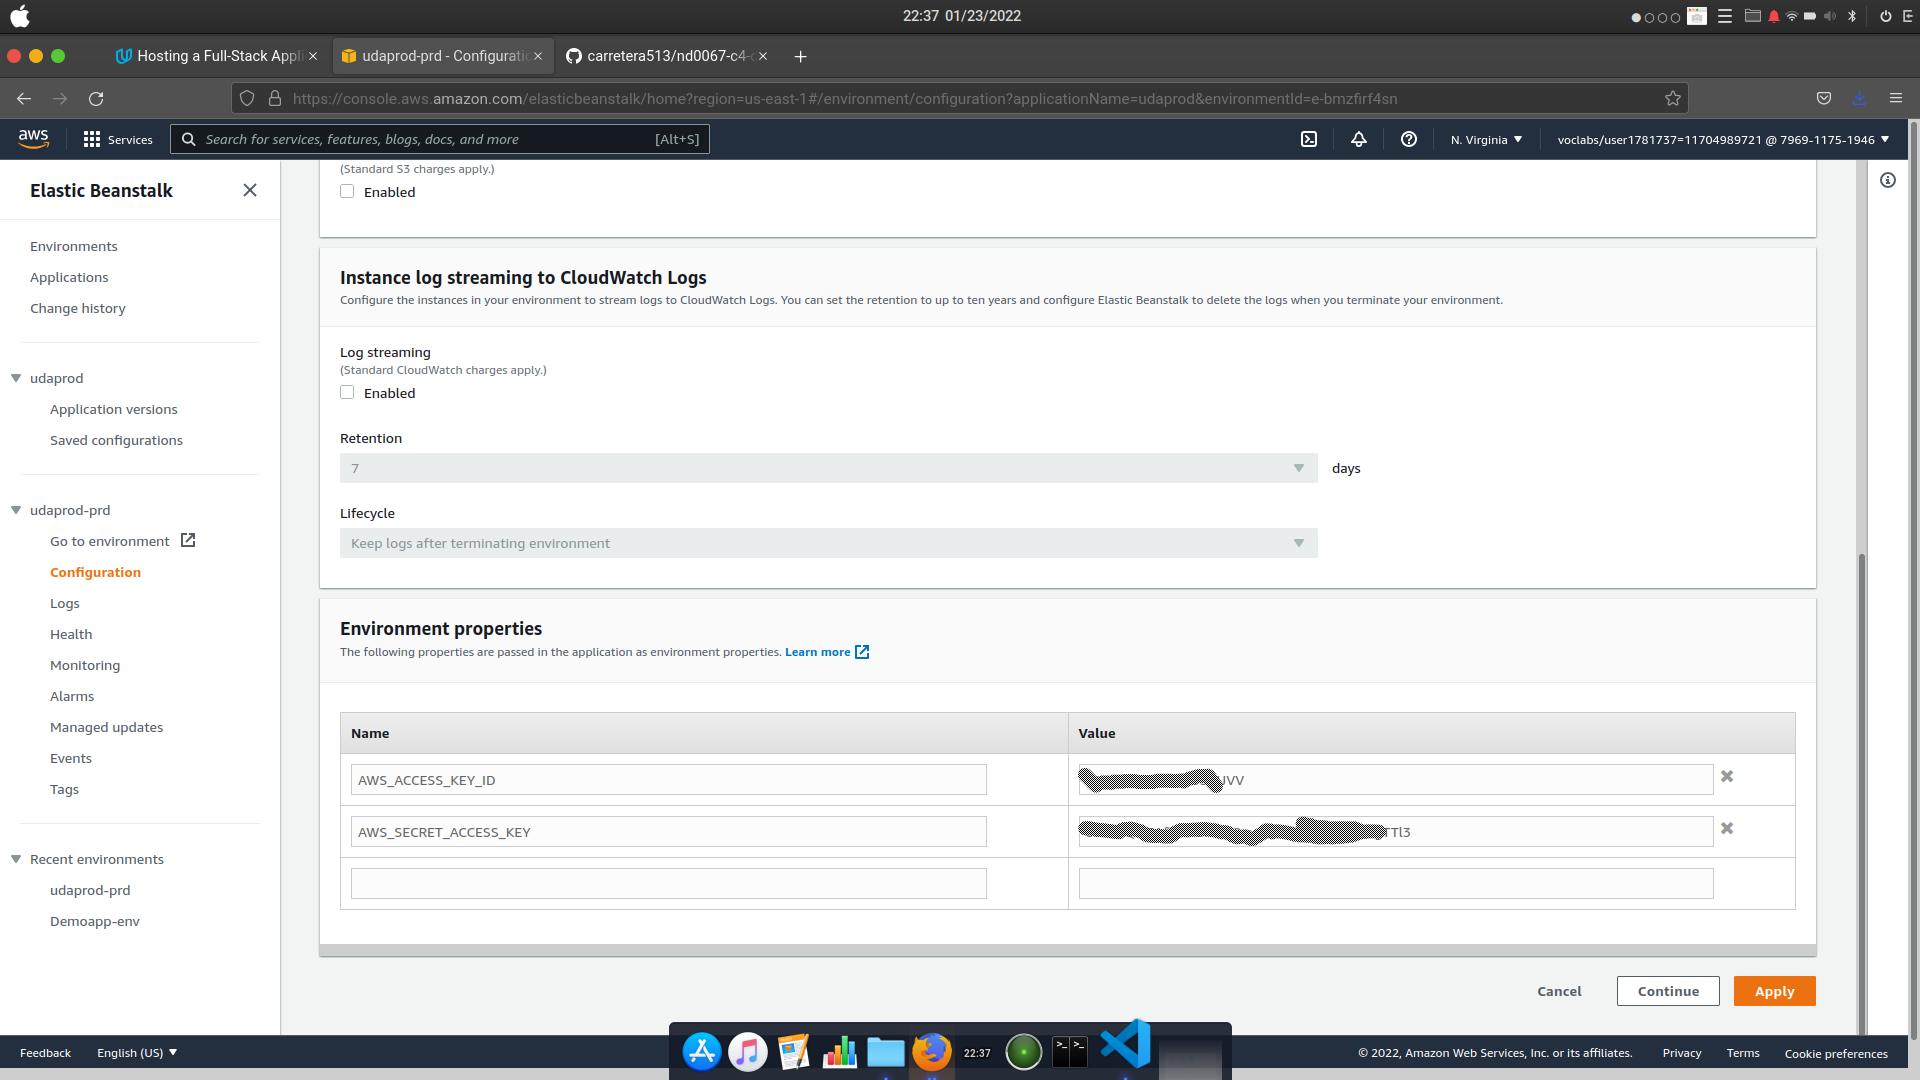 22:37 01/23/2022
Hosting a Full-Stack Appli
udaprod-prd - Configuratio
carretera513/nd0067-c4-
https://console.aws.amazon.com/elasticbeanstalk/home?region=us-east-1#/environment/configuration?applicationName=udaprod&environmentId=e-bmzfirf4sn
aws
Services
Search for services, features, blogs, docs, and more
[Alt+S]
N. Virginia
voclabs/user1781737=11704989721 @ 7969-1175-1946
Elastic Beanstalk
Environments
Applications
Change history
udaprod
Application versions
Saved configurations
udaprod-prd
Go to environment
Configuration
Logs
Health
Monitoring
Alarms
Managed updates
Events
Tags
Recent environments
udaprod-prd
Demoapp-env
(Standard S3 charges apply.)
Enabled
Instance log streaming to CloudWatch Logs
Configure the instances in your environment to stream logs to CloudWatch Logs. You can set the retention to up to ten years and configure Elastic Beanstalk to delete the logs when you terminate your environment.
Log streaming
(Standard CloudWatch charges apply.)
Enabled
Retention
7
days
Lifecycle
Keep logs after terminating environment
Environment properties
The following properties are passed in the application as environment properties. Learn more
Name
Value
AWS_ACCESS_KEY_ID
VV
AWS_SECRET_ACCESS_KEY
TTl3
Cancel
Continue
Apply
Feedback
English (US)
22:37
© 2022, Amazon Web Services, Inc. or its affiliates.
Privacy
Terms
Cookie preferences